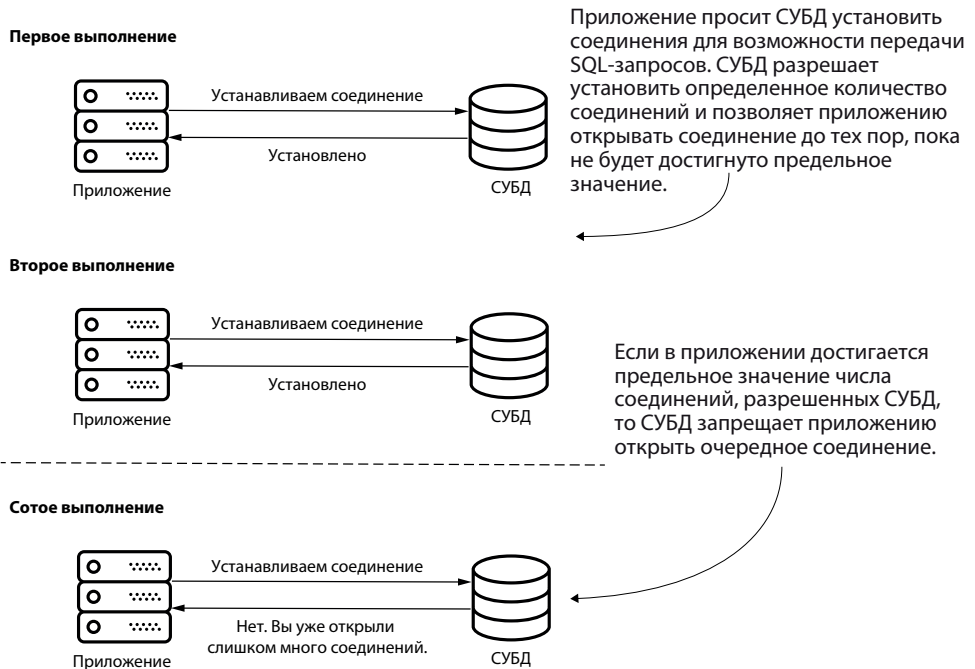 Первое выполнение
Приложение просит СУБД установить
соединения для возможности передачи
SQL-запросов. СУБД разрешает
установить определенное количество
соединений и позволяет приложению
открывать соединение до тех пор, пока
не будет достигнуто предельное
значение.
Устанавливаем соединение
Установлено
Приложение
СУБД
Второе выполнение
Устанавливаем соединение
Установлено
Приложение
СУБД
Если в приложении достигается
предельное значение числа
соединений, разрешенных СУБД,
то СУБД запрещает приложению
открыть очередное соединение.
Сотое выполнение
Устанавливаем соединение
Нет. Вы уже открыли
слишком много соединений.
Приложение
СУБД